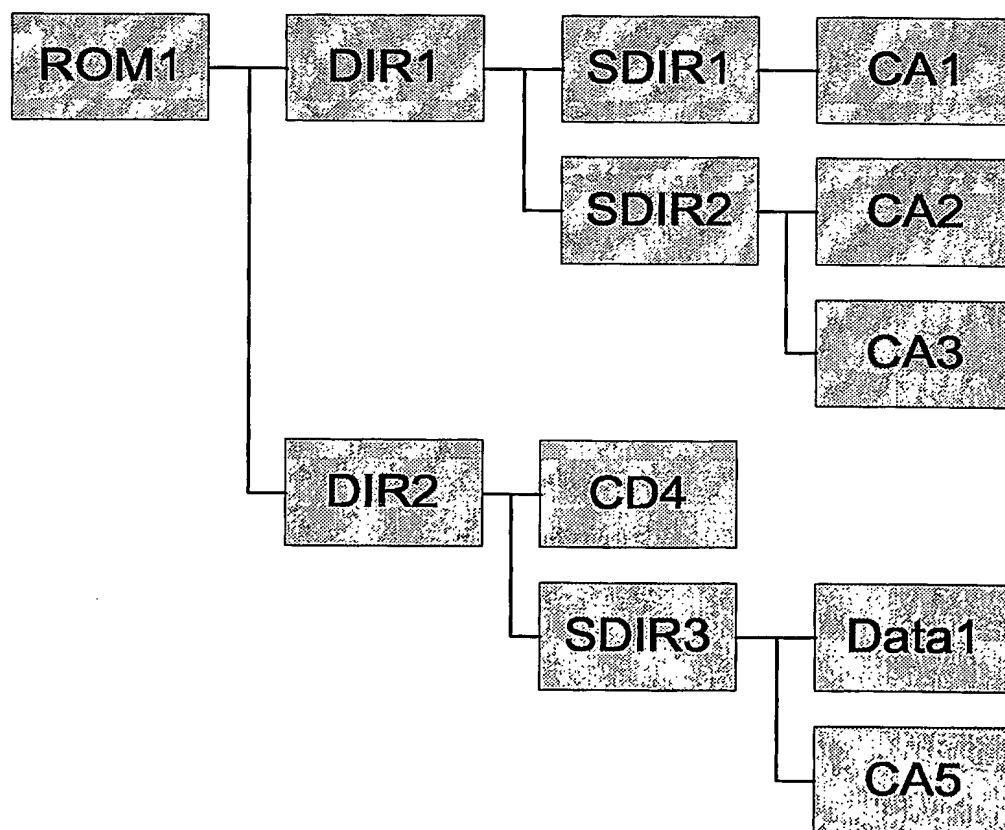 ROM1 DIR1 SDIR1 CA1
SDIR2 CA2
CA3
DIR2 CD4
SDIR3 Data1
CA5